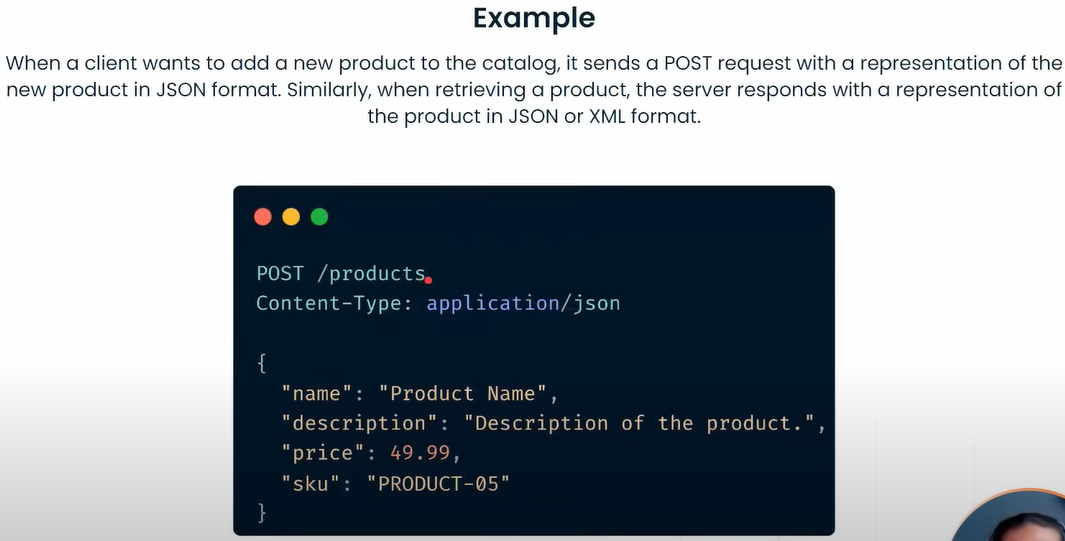 Example
When a client wants to add a new product to the catalog, it sends a POST request with a representation of the
new product in JSON format. Similarly, when retrieving a product, the server responds with a representation of
the product in JSON or XML format.
POST /products
Content-Type: application/json
{
"name": "Product Name",
"description": "Description of the product.",
"price": 49.99,
"sku": "PRODUCT-05"
}